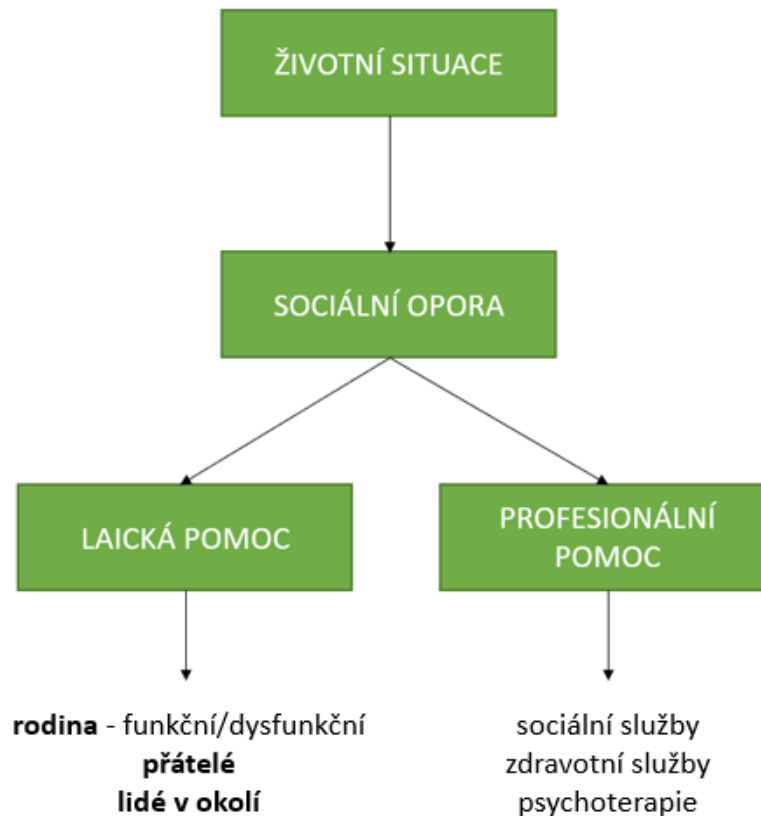 ŽIVOTNÍ SITUACE
SOCIÁLNÍ OPORA
LAICKÁ POMOC
PROFESIONÁLNÍ
POMOC
rodina - funkční/dysfunkční
přátelé
lidé v okolí
sociální služby
zdravotní služby
psychoterapie